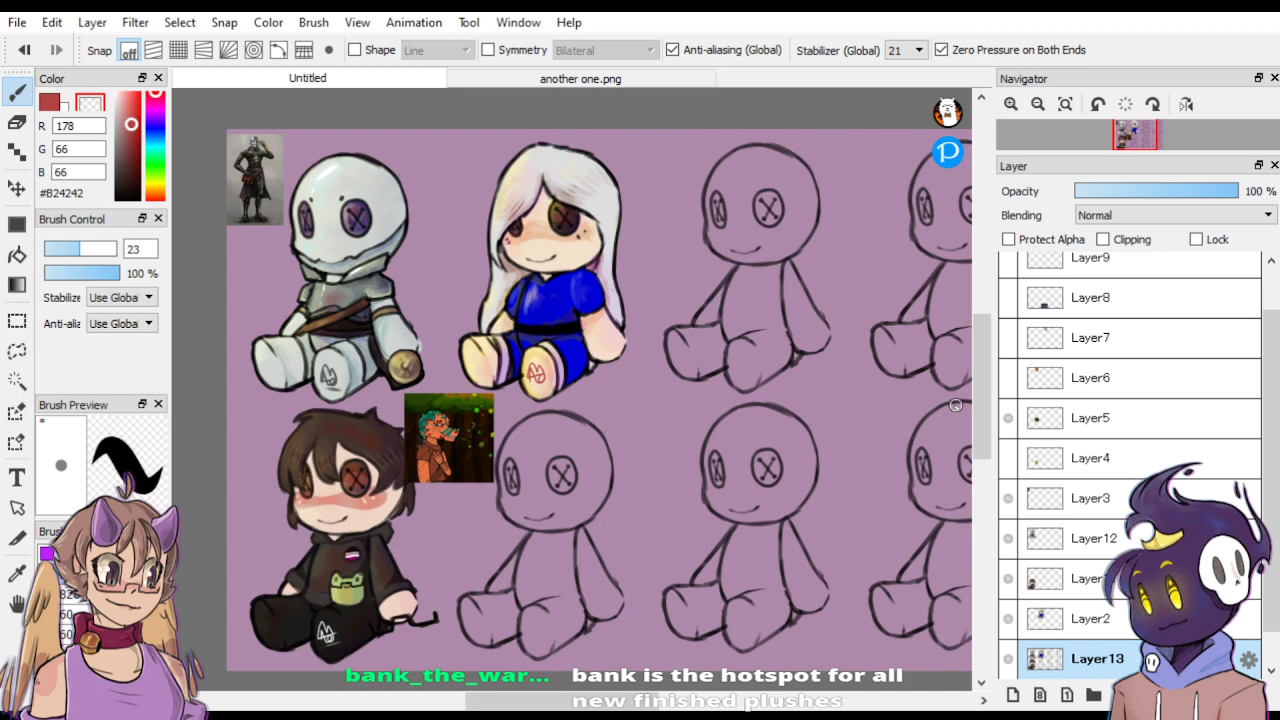 File Edit Layer Filter Select Snap Color Brush View Animation Tool Window Help
Snap off Shape Line Symmetry Bilateral Anti-aliasing (Global) Stabilizer (Global) 21 Zero Pressure on Both Ends
Color
Untitled
another one.png
Navigator
R 178
G 66
B 66
#B24242
Brush Control
23
100 %
Stabilize Use Globa
Anti-alia Use Globa
Brush Preview
*
Layer
Opacity 100 %
Blending Normal
Protect Alpha Clipping Lock
Layer9
Layer8
Layer7
Layer6
Layer5
Layer4
Layer3
Layer12
Layer2
Layer13
bank_the_war... bank is the hotspot for all
new finished plushes